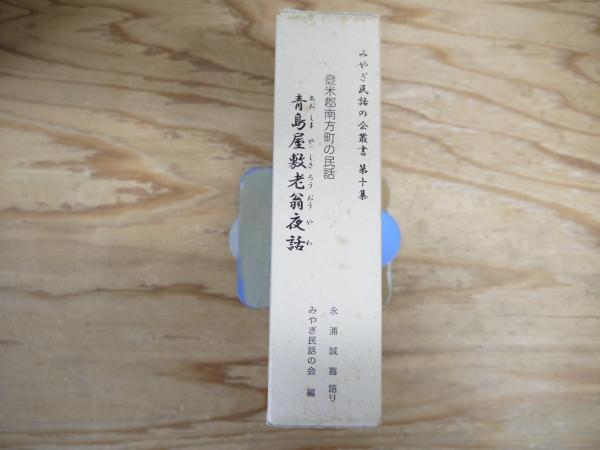 みやぎ民話の会叢書 第十集
登米郡南方町の民話
青島屋敷老翁夜話
あおしまやしきろうおうやわ
永浦誠喜 語り
みやぎ民話の会 編